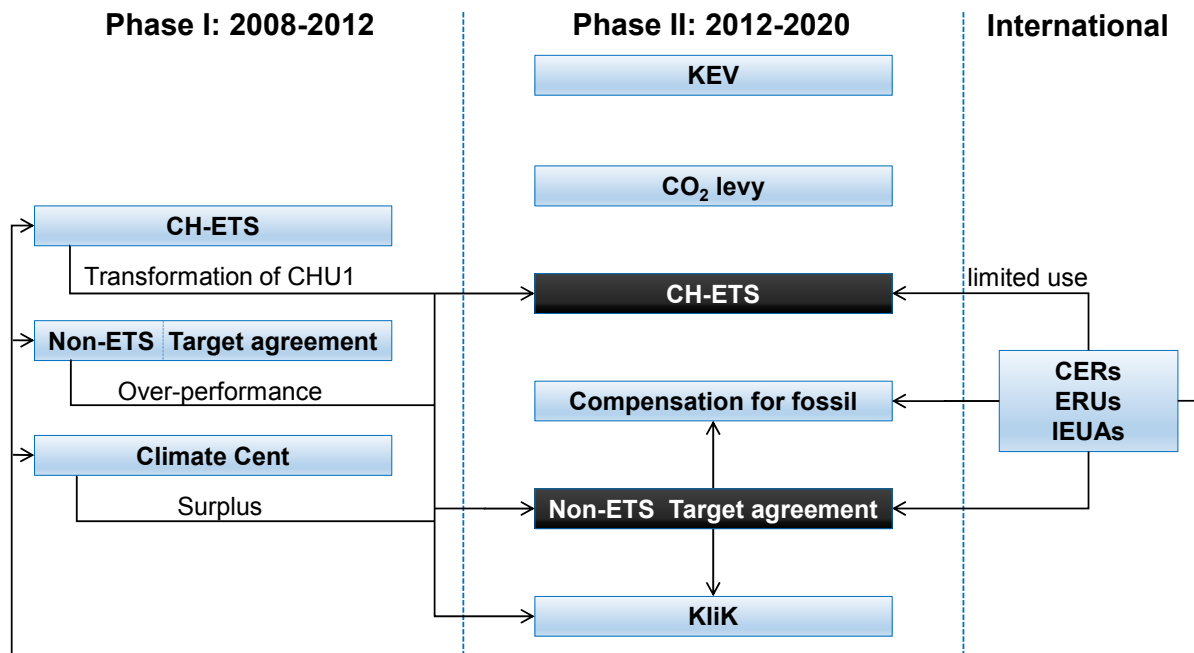 Phase I: 2008-2012
Phase II: 2012-2020
International
KEV
CO₂ levy
CH-ETS
Transformation of CHU1
CH-ETS
limited use
Non-ETS Target agreement
Over-performance
Compensation for fossil
CERs
ERUs
IEUAs
Climate Cent
Surplus
Non-ETS Target agreement
KliK